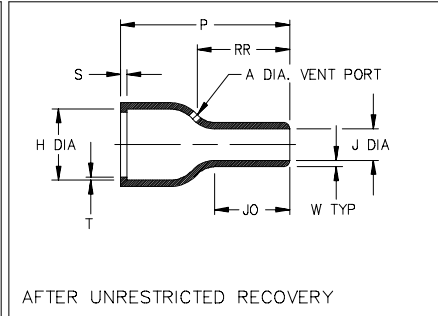 P
RR
S
A DIA. VENT PORT
H DIA
J DIA
T
JO
W TYP
AFTER UNRESTRICTED RECOVERY